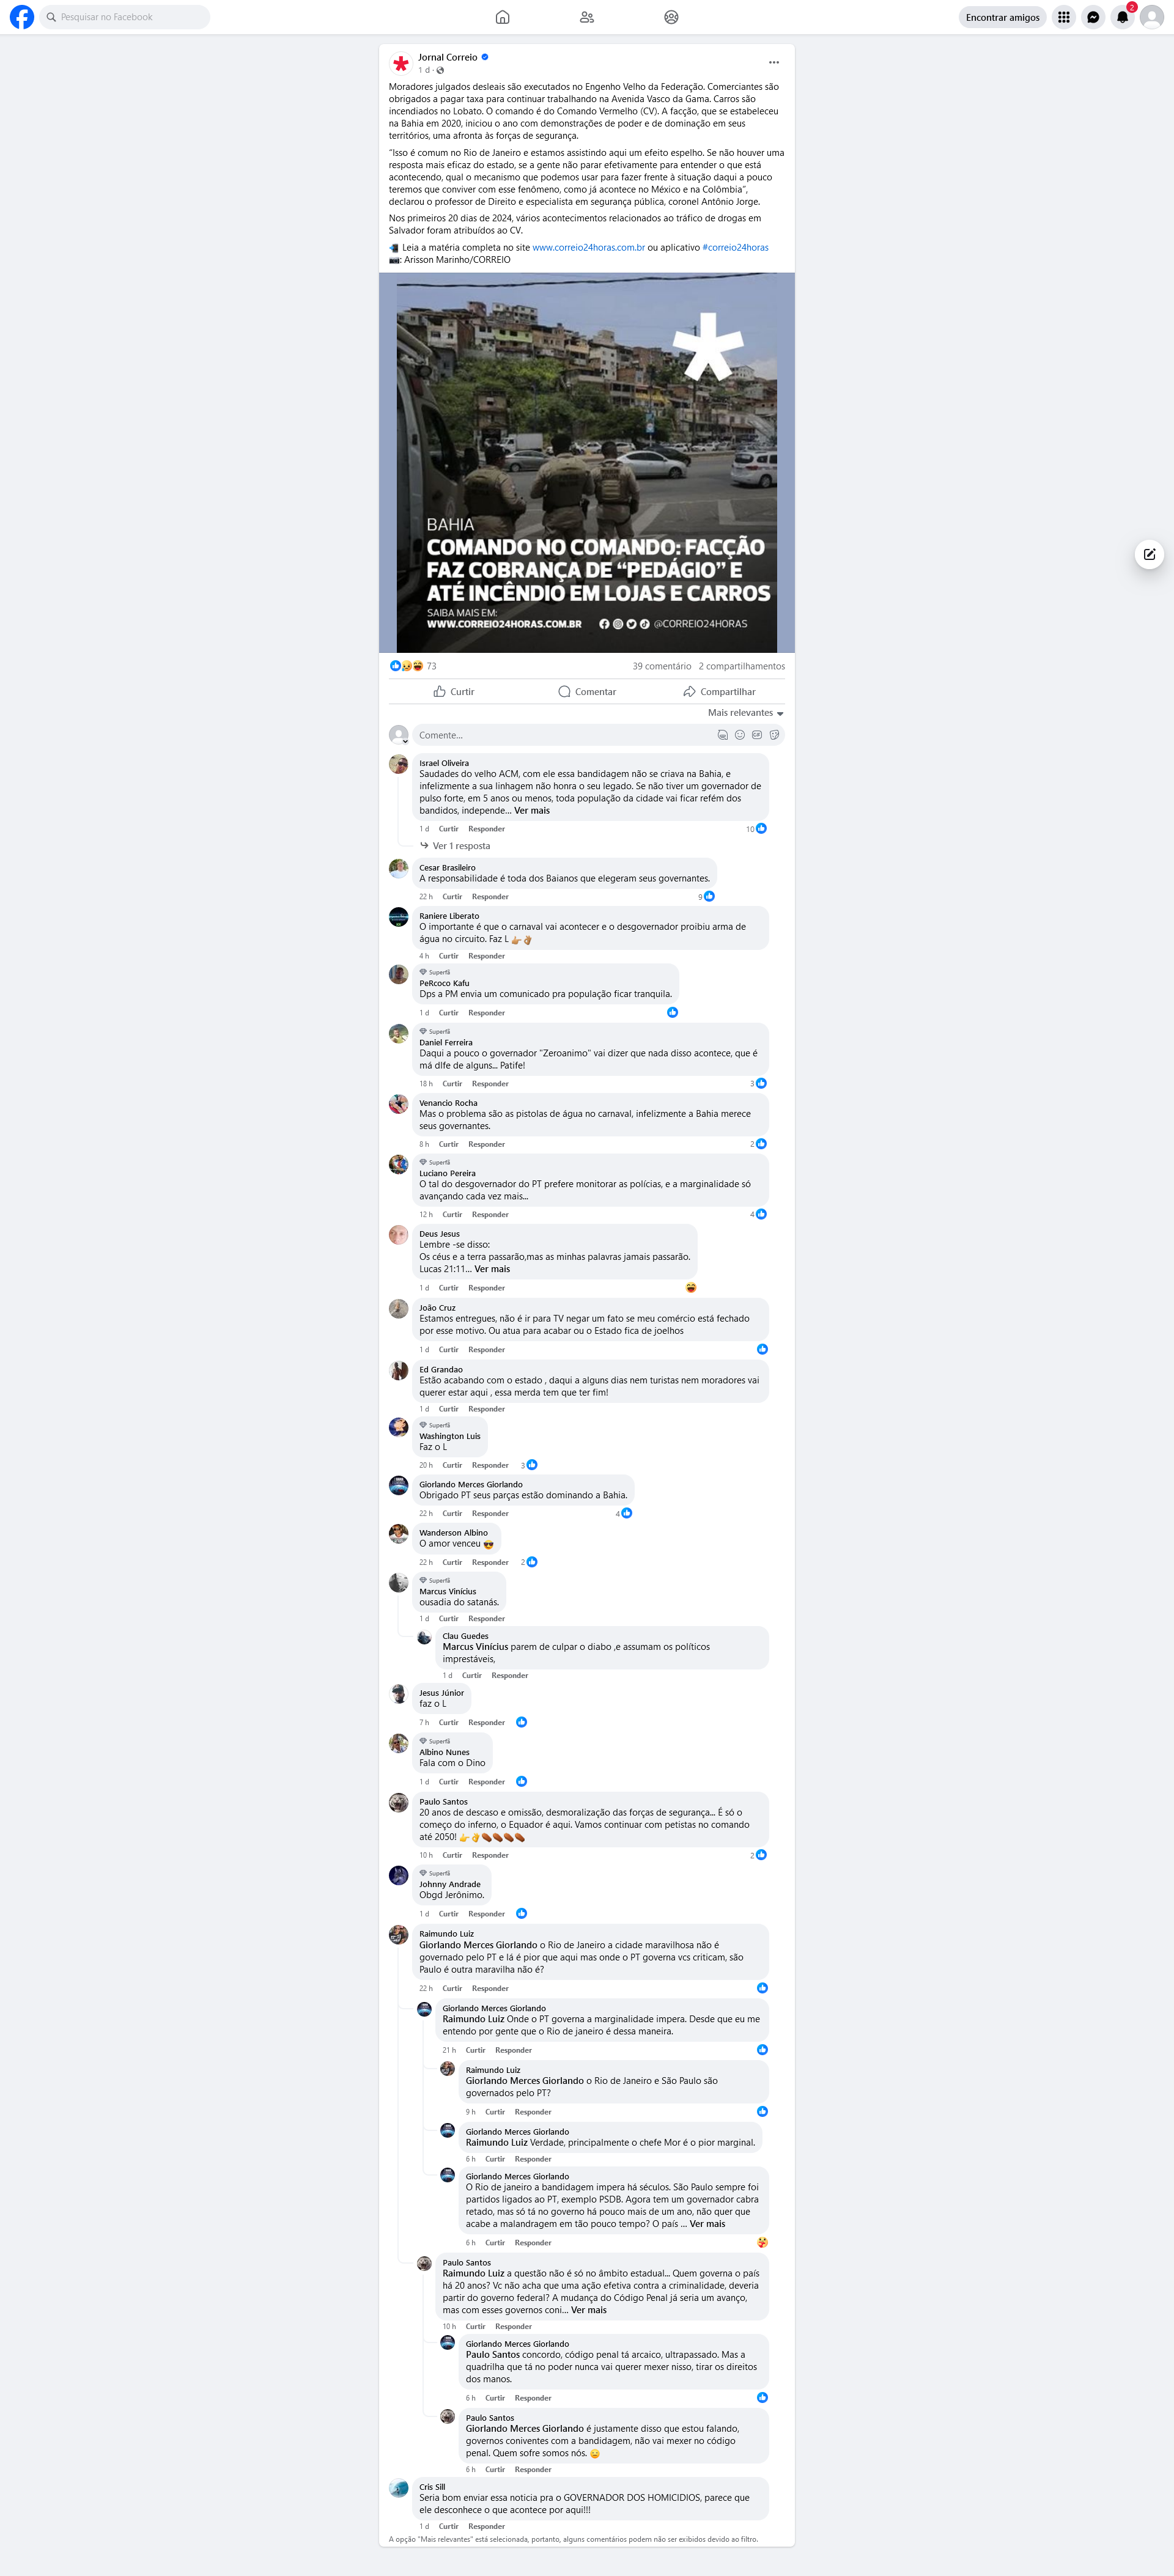 Pesquisar no Facebook
Encontrar amigos
2
Jornal Correio
1 d ·
Moradores julgados desleais são executados no Engenho Velho da Federação. Comerciantes são
obrigados a pagar taxa para continuar trabalhando na Avenida Vasco da Gama. Carros são
incendiados no Lobato. O comando é do Comando Vermelho (CV). A facção, que se estabeleceu
na Bahia em 2020, iniciou o ano com demonstrações de poder e de dominação em seus
territórios, uma afronta às forças de segurança.
“Isso é comum no Rio de Janeiro e estamos assistindo aqui um efeito espelho. Se não houver uma
resposta mais eficaz do estado, se a gente não parar efetivamente para entender o que está
acontecendo, qual o mecanismo que podemos usar para fazer frente à situação daqui a pouco
teremos que conviver com esse fenômeno, como já acontece no México e na Colômbia”,
declarou o professor de Direito e especialista em segurança pública, coronel Antônio Jorge.
Nos primeiros 20 dias de 2024, vários acontecimentos relacionados ao tráfico de drogas em
Salvador foram atribuídos ao CV.
📲 Leia a matéria completa no site www.correio24horas.com.br ou aplicativo #correio24horas
📷: Arisson Marinho/CORREIO
BAHIA
COMANDO NO COMANDO: FACÇÃO
FAZ COBRANÇA DE “PEDÁGIO” E
ATÉ INCÊNDIO EM LOJAS E CARROS
SAIBA MAIS EM:
WWW.CORREIO24HORAS.COM.BR @CORREIO24HORAS
73 39 comentário 2 compartilhamentos
Curtir Comentar Compartilhar
Mais relevantes
Comente...
Israel Oliveira
Saudades do velho ACM, com ele essa bandidagem não se criava na Bahia, e
infelizmente a sua linhagem não honra o seu legado. Se não tiver um governador de
pulso forte, em 5 anos ou menos, toda população da cidade vai ficar refém dos
bandidos, independe... Ver mais
1 d Curtir Responder 10
Ver 1 resposta
Cesar Brasileiro
A responsabilidade é toda dos Baianos que elegeram seus governantes.
22 h Curtir Responder 9
Raniere Liberato
O importante é que o carnaval vai acontecer e o desgovernador proibiu arma de
água no circuito. Faz L 👉🏼👌🏼
4 h Curtir Responder
Superfã
PeRcoco Kafu
Dps a PM envia um comunicado pra população ficar tranquila.
1 d Curtir Responder
Superfã
Daniel Ferreira
Daqui a pouco o governador "Zeroanimo" vai dizer que nada disso acontece, que é
má dlfe de alguns... Patife!
18 h Curtir Responder 3
Venancio Rocha
Mas o problema são as pistolas de água no carnaval, infelizmente a Bahia merece
seus governantes.
8 h Curtir Responder 2
Superfã
Luciano Pereira
O tal do desgovernador do PT prefere monitorar as polícias, e a marginalidade só
avançando cada vez mais...
12 h Curtir Responder 4
Deus Jesus
Lembre -se disso:
Os céus e a terra passarão,mas as minhas palavras jamais passarão.
Lucas 21:11... Ver mais
1 d Curtir Responder
João Cruz
Estamos entregues, não é ir para TV negar um fato se meu comércio está fechado
por esse motivo. Ou atua para acabar ou o Estado fica de joelhos
1 d Curtir Responder
Ed Grandao
Estão acabando com o estado , daqui a alguns dias nem turistas nem moradores vai
querer estar aqui , essa merda tem que ter fim!
1 d Curtir Responder
Superfã
Washington Luis
Faz o L
20 h Curtir Responder 3
Giorlando Merces Giorlando
Obrigado PT seus parças estão dominando a Bahia.
22 h Curtir Responder 4
Wanderson Albino
O amor venceu 😎
22 h Curtir Responder 2
Superfã
Marcus Vinícius
ousadia do satanás.
1 d Curtir Responder
Clau Guedes
Marcus Vinícius parem de culpar o diabo ,e assumam os políticos
imprestáveis,
1 d Curtir Responder
Jesus Júnior
faz o L
7 h Curtir Responder
Superfã
Albino Nunes
Fala com o Dino
1 d Curtir Responder
Paulo Santos
20 anos de descaso e omissão, desmoralização das forças de segurança... É só o
começo do inferno, o Equador é aqui. Vamos continuar com petistas no comando
até 2050! 👉👌⚰️⚰️⚰️⚰️
10 h Curtir Responder 2
Superfã
Johnny Andrade
Obgd Jerônimo.
1 d Curtir Responder
Raimundo Luiz
Giorlando Merces Giorlando o Rio de Janeiro a cidade maravilhosa não é
governado pelo PT e lá é pior que aqui mas onde o PT governa vcs criticam, são
Paulo é outra maravilha não é?
22 h Curtir Responder
Giorlando Merces Giorlando
Raimundo Luiz Onde o PT governa a marginalidade impera. Desde que eu me
entendo por gente que o Rio de janeiro é dessa maneira.
21 h Curtir Responder
Raimundo Luiz
Giorlando Merces Giorlando o Rio de Janeiro e São Paulo são
governados pelo PT?
9 h Curtir Responder
Giorlando Merces Giorlando
Raimundo Luiz Verdade, principalmente o chefe Mor é o pior marginal.
6 h Curtir Responder
Giorlando Merces Giorlando
O Rio de janeiro a bandidagem impera há séculos. São Paulo sempre foi
partidos ligados ao PT, exemplo PSDB. Agora tem um governador cabra
retado, mas só tá no governo há pouco mais de um ano, não quer que
acabe a malandragem em tão pouco tempo? O país ... Ver mais
6 h Curtir Responder
Paulo Santos
Raimundo Luiz a questão não é só no âmbito estadual... Quem governa o país
há 20 anos? Vc não acha que uma ação efetiva contra a criminalidade, deveria
partir do governo federal? A mudança do Código Penal já seria um avanço,
mas com esses governos coni... Ver mais
10 h Curtir Responder
Giorlando Merces Giorlando
Paulo Santos concordo, código penal tá arcaico, ultrapassado. Mas a
quadrilha que tá no poder nunca vai querer mexer nisso, tirar os direitos
dos manos.
6 h Curtir Responder
Paulo Santos
Giorlando Merces Giorlando é justamente disso que estou falando,
governos coniventes com a bandidagem, não vai mexer no código
penal. Quem sofre somos nós. 😑
6 h Curtir Responder
Cris Sill
Seria bom enviar essa noticia pra o GOVERNADOR DOS HOMICIDIOS, parece que
ele desconhece o que acontece por aqui!!!
1 d Curtir Responder
A opção "Mais relevantes" está selecionada, portanto, alguns comentários podem não ser exibidos devido ao filtro.